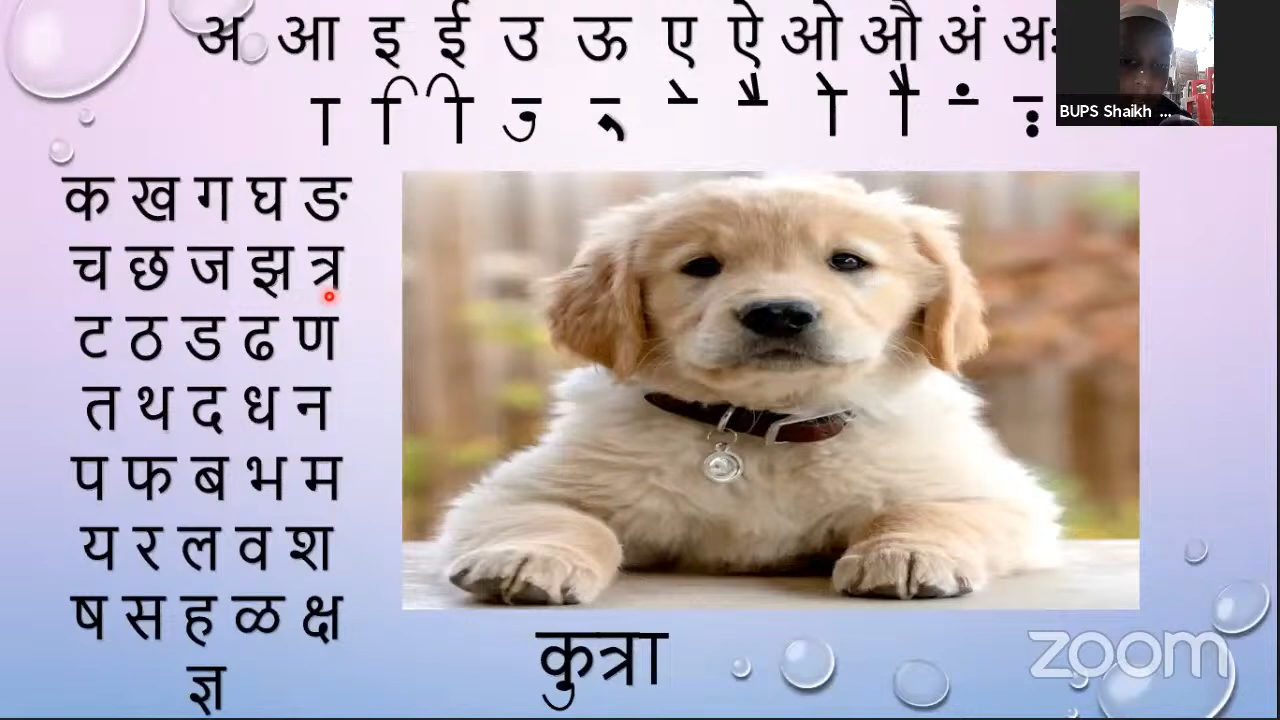 अ आ इ ई उ ऊ ए ऐ ओ औ अं अः
ा ि ी ु ू े ै ो ौ ं ः
BUPS Shaikh ...
क ख ग घ ङ
च छ ज झ त्र
ट ठ ड ढ ण
त थ द ध न
प फ ब भ म
य र ल व श
ष स ह ळ क्ष
ज्ञ
कुत्रा
zoom